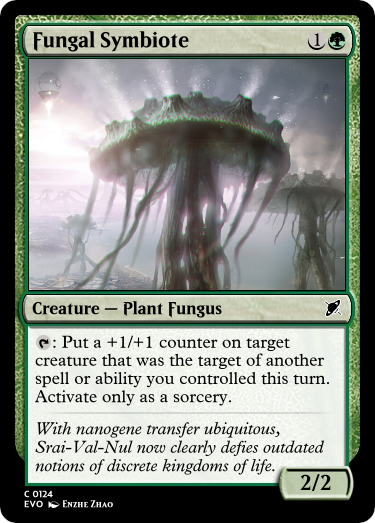 Fungal Symbiote 1
Creature — Plant Fungus
: Put a +1/+1 counter on target
creature that was the target of another
spell or ability you controlled this turn.
Activate only as a sorcery.
With nanogene transfer ubiquitous,
Srai-Val-Nul now clearly defies outdated
notions of discrete kingdoms of life.
2/2
C 0124
EVO Enzhe Zhao